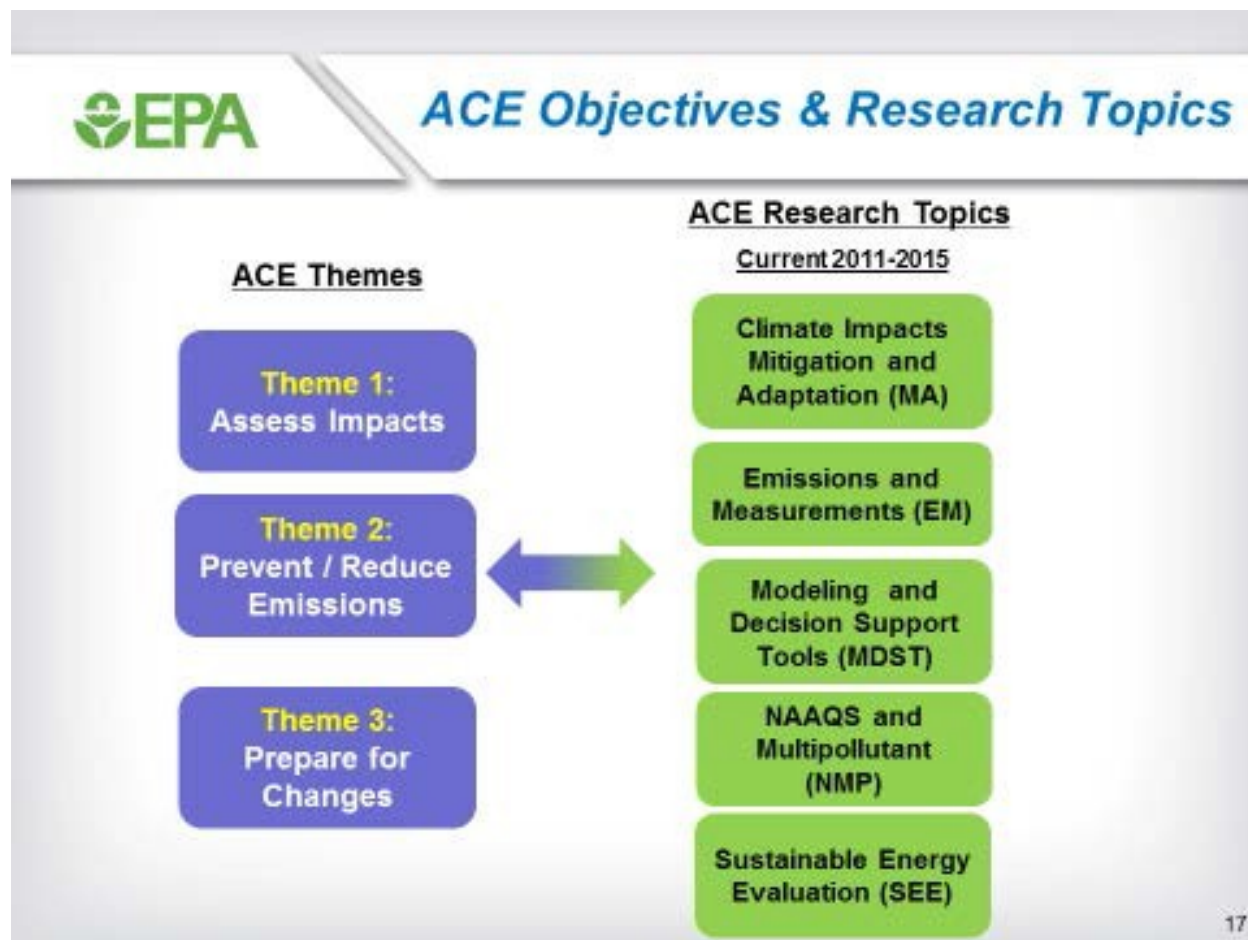 EPA
ACE Objectives & Research Topics
ACE Themes
Theme 1:
Assess Impacts
Theme 2:
Prevent / Reduce
Emissions
Theme 3:
Prepare for
Changes
ACE Research Topics
Current 2011-2015
Climate Impacts
Mitigation and
Adaptation (MA)
Emissions and
Measurements (EM)
Modeling and
Decision Support
Tools (MDST)
NAAQS and
Multipollutant
(NMP)
Sustainable Energy
Evaluation (SEE)
17